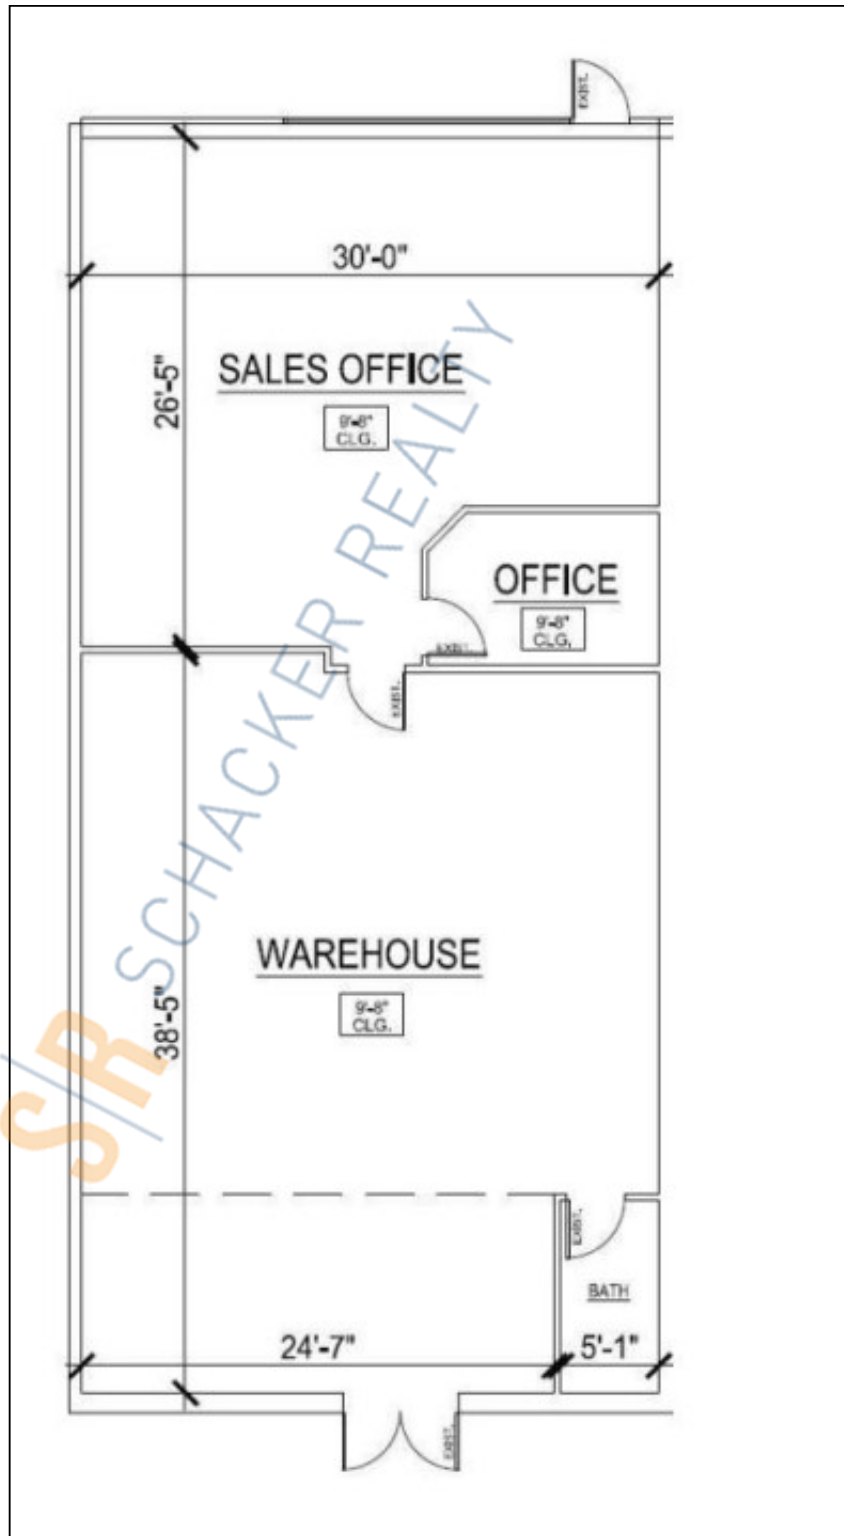 EXIST.
30'-0"
26'-5"
SALES OFFICE
9'-8"
CLG.
OFFICE
9'-8"
CLG.
EXIST.
EXIST.
WAREHOUSE
9'-8"
CLG.
38'-5"
SR SCHACKER REALTY
EXIST.
BATH
24'-7"
5'-1"
EXIST.